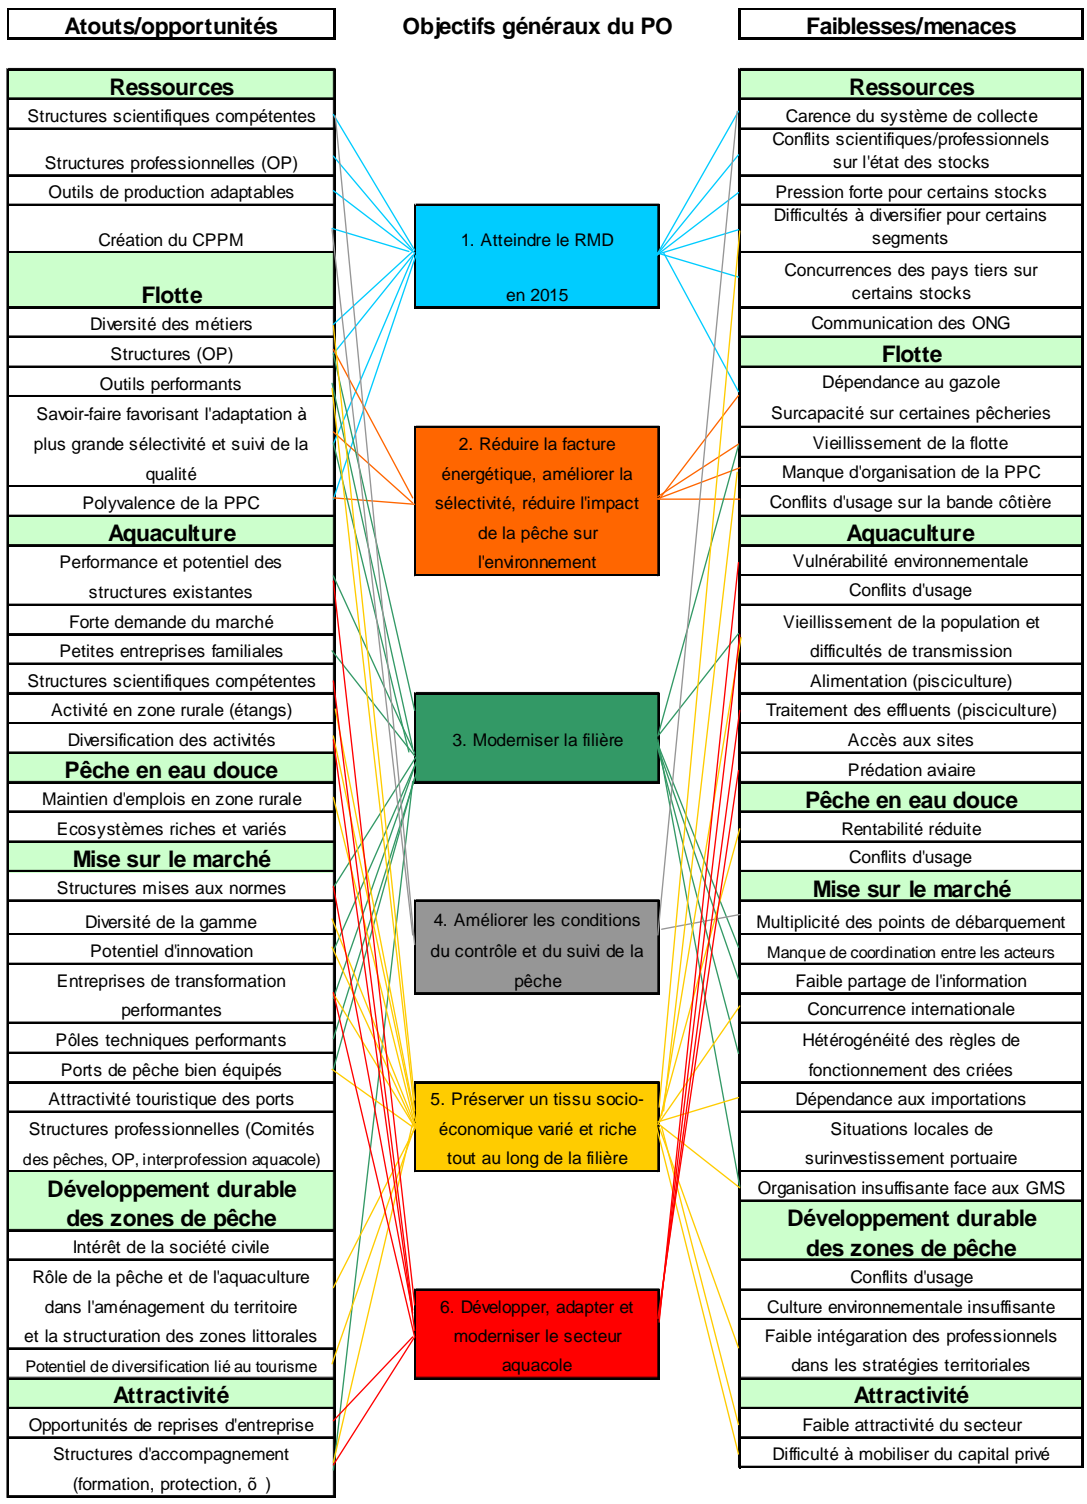 Atouts/opportunités
Objectifs généraux du PO
Faiblesses/menaces
Ressources
Structures scientifiques compétentes
Structures professionnelles (OP)
Outils de production adaptables
Création du CPPM
Flotte
Diversité des métiers
Structures (OP)
Outils performants
Savoir-faire favorisant l'adaptation à
plus grande sélectivité et suivi de la
qualité
Polyvalence de la PPC
Aquaculture
Performance et potentiel des
structures existantes
Forte demande du marché
Petites entreprises familiales
Structures scientifiques compétentes
Activité en zone rurale (étangs)
Diversification des activités
Pêche en eau douce
Maintien d'emplois en zone rurale
Ecosystèmes riches et variés
Mise sur le marché
Structures mises aux normes
Diversité de la gamme
Potentiel d'innovation
Entreprises de transformation
performantes
Pôles techniques performants
Ports de pêche bien équipés
Attractivité touristique des ports
Structures professionnelles (Comités
des pêches, OP, interprofession aquacole)
Développement durable
des zones de pêche
Intérêt de la société civile
Rôle de la pêche et de l'aquaculture
dans l'aménagement du territoire
et la structuration des zones littorales
Potentiel de diversification lié au tourisme
Attractivité
Opportunités de reprises d'entreprise
Structures d'accompagnement
(formation, protection, õ )
1. Atteindre le RMD
en 2015
2. Réduire la facture
énergétique, améliorer la
sélectivité, réduire l'impact
de la pêche sur
l'environnement
3. Moderniser la filière
4. Améliorer les conditions
du contrôle et du suivi de la
pêche
5. Préserver un tissu socio-
économique varié et riche
tout au long de la filière
6. Développer, adapter et
moderniser le secteur
aquacole
Ressources
Carence du système de collecte
Conflits scientifiques/professionnels
sur l'état des stocks
Pression forte pour certains stocks
Difficultés à diversifier pour certains
segments
Concurrences des pays tiers sur
certains stocks
Communication des ONG
Flotte
Dépendance au gazole
Surcapacité sur certaines pêcheries
Vieillissement de la flotte
Manque d'organisation de la PPC
Conflits d'usage sur la bande côtière
Aquaculture
Vulnérabilité environnementale
Conflits d'usage
Vieillissement de la population et
difficultés de transmission
Alimentation (pisciculture)
Traitement des effluents (pisciculture)
Accès aux sites
Prédation aviaire
Pêche en eau douce
Rentabilité réduite
Conflits d'usage
Mise sur le marché
Multiplicité des points de débarquement
Manque de coordination entre les acteurs
Faible partage de l'information
Concurrence internationale
Hétérogénéité des règles de
fonctionnement des criées
Dépendance aux importations
Situations locales de
surinvestissement portuaire
Organisation insuffisante face aux GMS
Développement durable
des zones de pêche
Conflits d'usage
Culture environnementale insuffisante
Faible intégaration des professionnels
dans les stratégies territoriales
Attractivité
Faible attractivité du secteur
Difficulté à mobiliser du capital privé